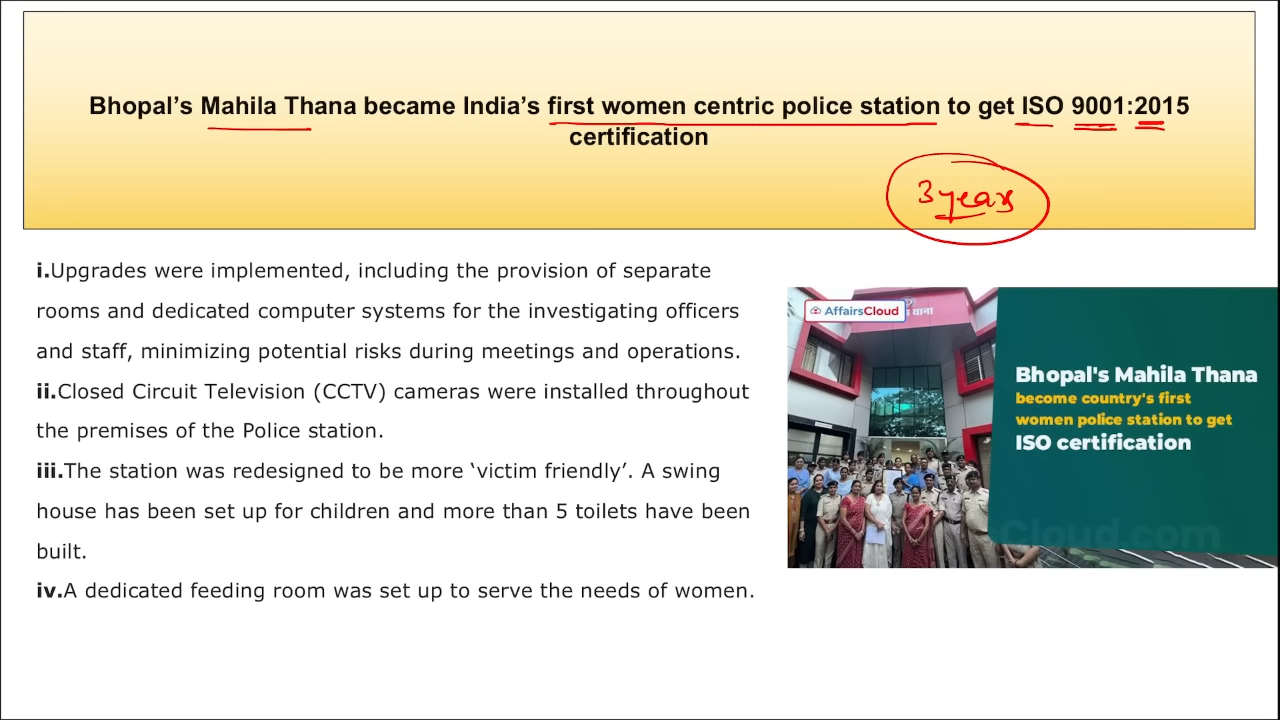 Bhopal’s Mahila Thana became India’s first women centric police station to get ISO 9001:2015
certification
3 years
i.Upgrades were implemented, including the provision of separate
rooms and dedicated computer systems for the investigating officers
and staff, minimizing potential risks during meetings and operations.
ii.Closed Circuit Television (CCTV) cameras were installed throughout
the premises of the Police station.
iii.The station was redesigned to be more ‘victim friendly’. A swing
house has been set up for children and more than 5 toilets have been
built.
iv.A dedicated feeding room was set up to serve the needs of women.
AffairsCloud
थाना
Bhopal's Mahila Thana
become country's first
women police station to get
ISO certification
Cloud.com